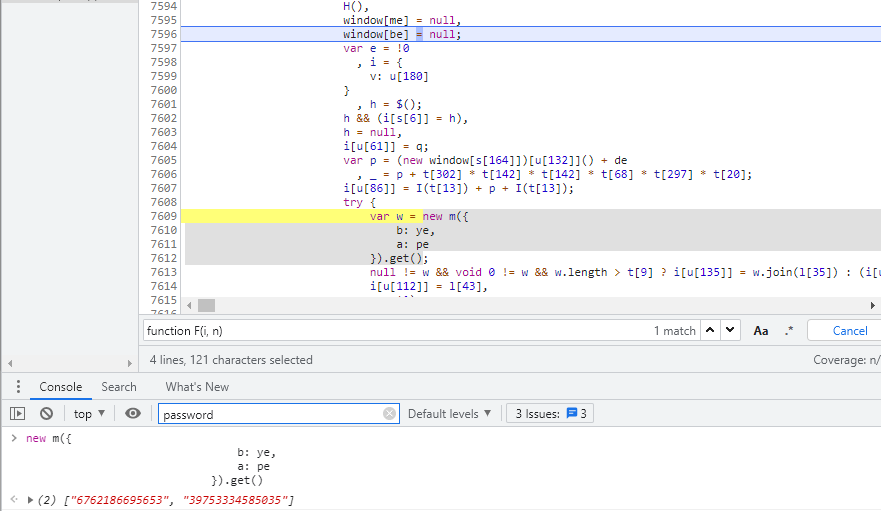 7594 H(),
7595 window[me] = null,
7596 window[be] = null;
7597 var e = !0
7598 , i = {
7599 v: u[180]
7600 }
7601 , h = $();
7602 h && (i[s[6]] = h),
7603 h = null,
7604 i[u[61]] = q;
7605 var p = (new window[s[164]])[u[132]]() + de
7606 , _ = p + t[302] * t[142] * t[142] * t[68] * t[297] * t[20];
7607 i[u[86]] = I(t[13]) + p + I(t[13]);
7608 try {
7609 var w = new m({
7610 b: ye,
7611 a: pe
7612 }).get();
7613 null != w && void 0 != w && w.length > t[9] ? i[u[135]] = w.join(l[35]) : (i[u
7614 i[u[112]] = l[43],
7615
function F(i, n) 1 match Aa .* Cancel
4 lines, 121 characters selected Coverage: n/
Console Search What's New
top password Default levels 3 Issues: 3
> new m({
b: ye,
a: pe
}).get()
(2) ["6762186695653", "39753334585035"]